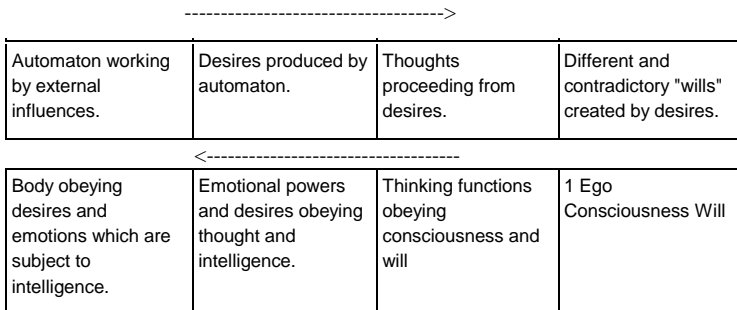 ------------------------------------->
Automaton working by external influences.
Desires produced by automaton.
Thoughts proceeding from desires.
Different and contradictory "wills" created by desires.
<------------------------------------
Body obeying desires and emotions which are subject to intelligence.
Emotional powers and desires obeying thought and intelligence.
Thinking functions obeying consciousness and will
1 Ego Consciousness Will